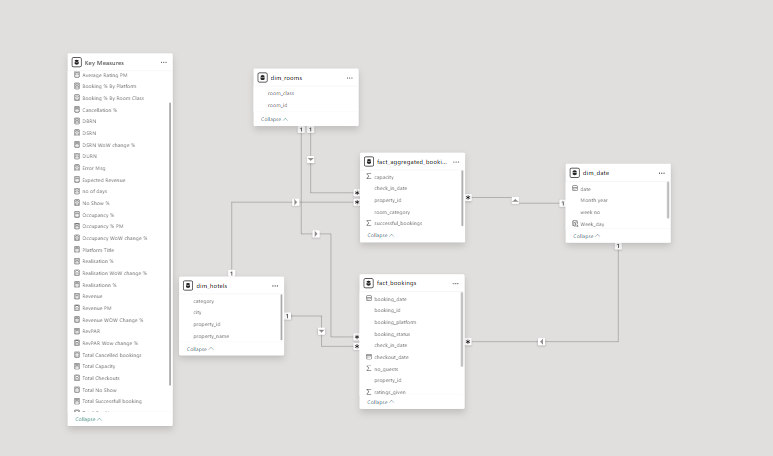 Key Measures
Average Rating PM
Booking % By Platform
Booking % By Room Class
Cancellation %
DBRN
DSRN
DSRN WoW change %
DURN
Error Msg
Expected Revenue
no of days
No Show %
Occupancy %
Occupancy % PM
Occupancy WoW change %
Platform Title
Realisation %
Realisation WoW change %
Realisations %
Revenue
Revenue PM
Revenue WOW Change %
RevPAR
RevPAR Wow change %
Total Cancelled bookings
Total Capacity
Total Checkouts
Total No Show
Total Successfull booking
Collapse
dim_rooms
room_class
room_id
Collapse
1
1
fact_aggregated_booki...
capacity
check_in_date
property_id
room_category
successful_bookings
Collapse
dim_date
date
Month year
week no
Week_day
Collapse
1
1
dim_hotels
category
city
property_id
property_name
Collapse
1
1
fact_bookings
booking_date
booking_id
booking_platform
booking_status
check_in_date
checkout_date
no_guests
property_id
ratings_given
Collapse